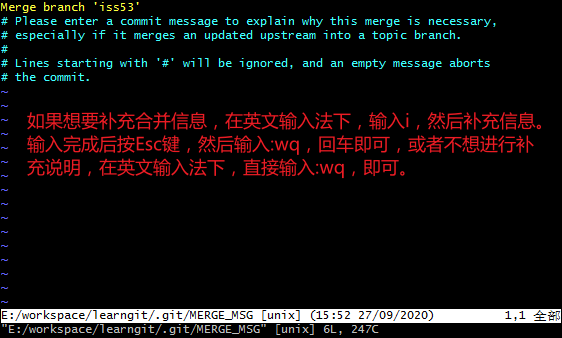 Merge branch 'iss53'
# Please enter a commit message to explain why this merge is necessary,
# especially if it merges an updated upstream into a topic branch.
#
# Lines starting with '#' will be ignored, and an empty message aborts
# the commit.
~
~
如果想要补充合并信息，在英文输入法下，输入i，然后补充信息。
~
输入完成后按Esc键，然后输入:wq，回车即可，或者不想进行补
~
充说明，在英文输入法下，直接输入:wq，即可。
~
~
~
~
~
~
~
~
~
~
~
E:/workspace/learngit/.git/MERGE_MSG [unix] (15:52 27/09/2020) 1,1 全部
"E:/workspace/learngit/.git/MERGE_MSG" [unix] 6L, 247C